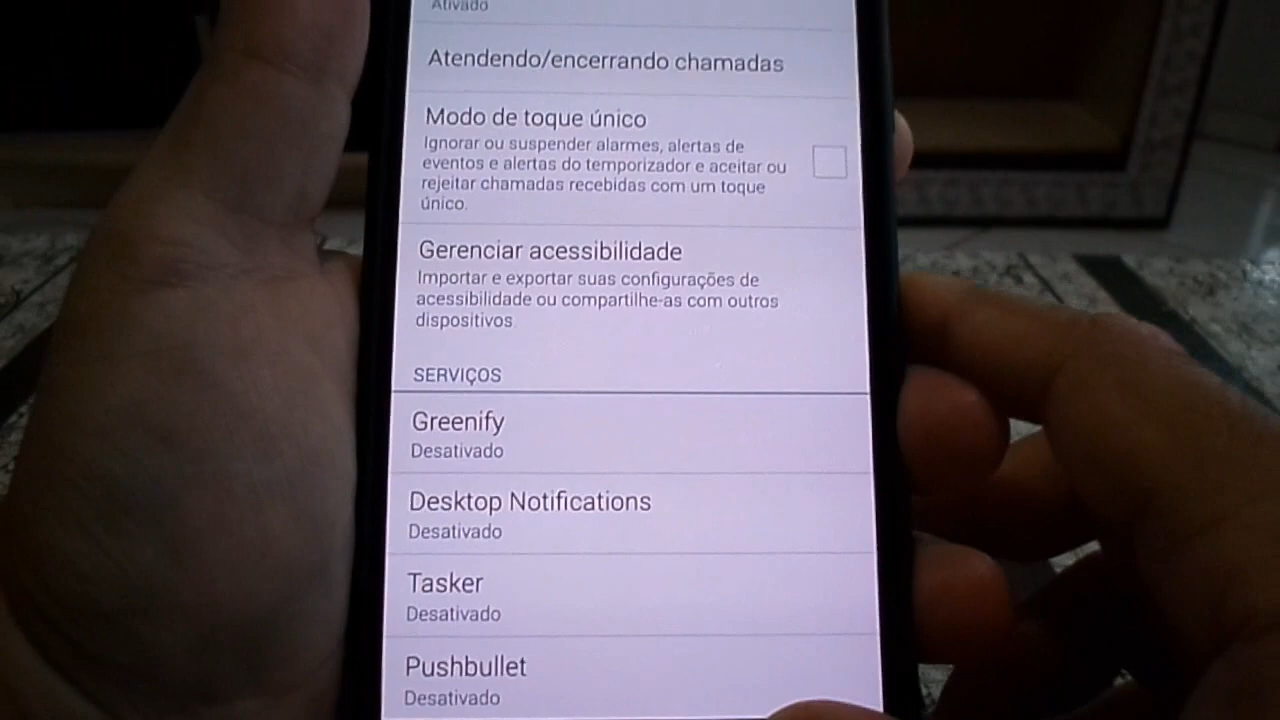 Ativado
Atendendo/encerrando chamadas
Modo de toque único
Ignorar ou suspender alarmes, alertas de
eventos e alertas do temporizador e aceitar ou
rejeitar chamadas recebidas com um toque
único.
Gerenciar acessibilidade
Importar e exportar suas configurações de
acessibilidade ou compartilhe-as com outros
dispositivos.
SERVIÇOS
Greenify
Desativado
Desktop Notifications
Desativado
Tasker
Desativado
Pushbullet
Desativado